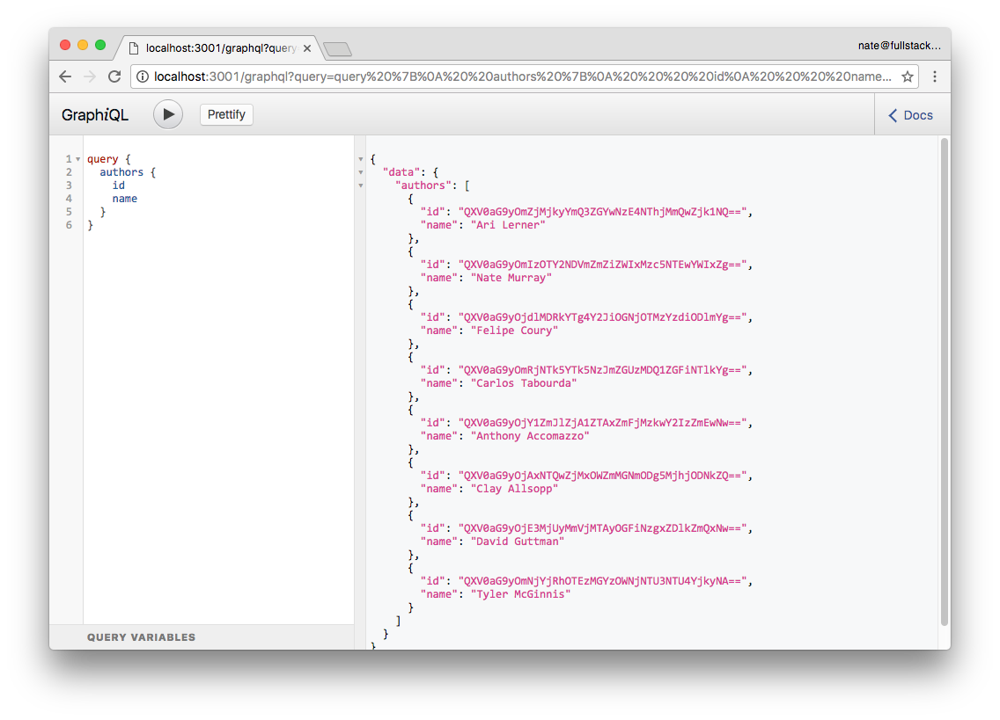 localhost:3001/graphql?query
nate@fullstack...
localhost:3001/graphql?query=query%20%7B%0A%20%20authors%20%7B%0A%20%20%20%20id%0A%20%20%20%20name...
GraphiQL
Prettify
Docs
1 query {
2 authors {
3 id
4 name
5 }
6 }
QUERY VARIABLES
{
"data": {
"authors": [
{
"id": "QXV0aG9yOmZjMjkyYmQ3ZGYwNzE4NThjMmQwZjk1NQ==",
"name": "Ari Lerner"
},
{
"id": "QXV0aG9yOmIzOTY2NDVmZmZiZWIxMzc5NTEwYWIxZg==",
"name": "Nate Murray"
},
{
"id": "QXV0aG9yOjdlMDRkYTg4Y2JiOGNjOTMzYzdiODlmYg==",
"name": "Felipe Coury"
},
{
"id": "QXV0aG9yOmRjNTk5YTk5NzJmZGUzMDQ1ZGFiNTlkYg==",
"name": "Carlos Tabourda"
},
{
"id": "QXV0aG9yOjY1ZmJlZjA1ZTAxZmFjMzkwY2IzZmEwNw==",
"name": "Anthony Accomazzo"
},
{
"id": "QXV0aG9yOjAxNTQwZjMxOWZmMGNmODg5MjhjODNkZQ==",
"name": "Clay Allsopp"
},
{
"id": "QXV0aG9yOjE3MjUyMmVjMTAyOGFiNzgxZDlkZmQxNw==",
"name": "David Guttman"
},
{
"id": "QXV0aG9yOmNjYjRhOTEzMGYzOWNjNTU3NTU4YjkyNA==",
"name": "Tyler McGinnis"
}
]
}
}